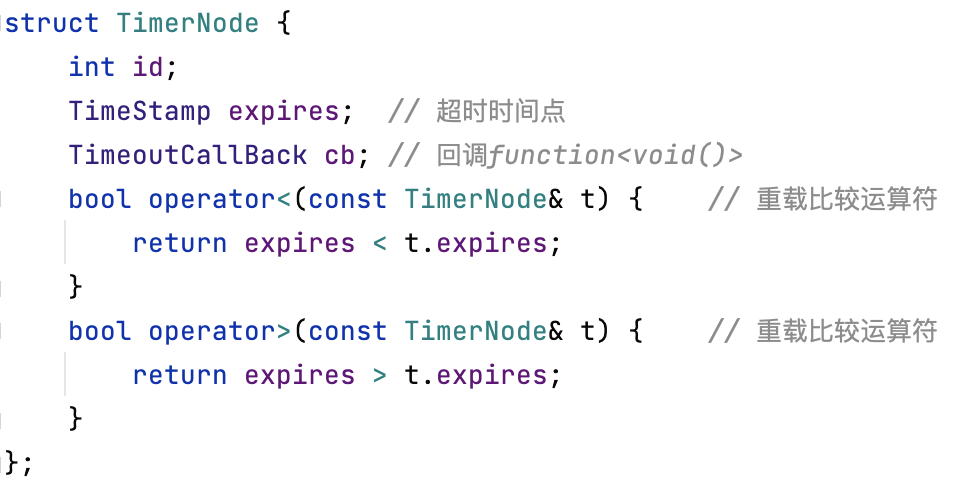 struct TimerNode {
    int id;
    TimeStamp expires;  // 超时时间点
    TimeoutCallBack cb; // 回调function<void()>
    bool operator<(const TimerNode& t) {    // 重载比较运算符
        return expires < t.expires;
    }
    bool operator>(const TimerNode& t) {    // 重载比较运算符
        return expires > t.expires;
    }
};